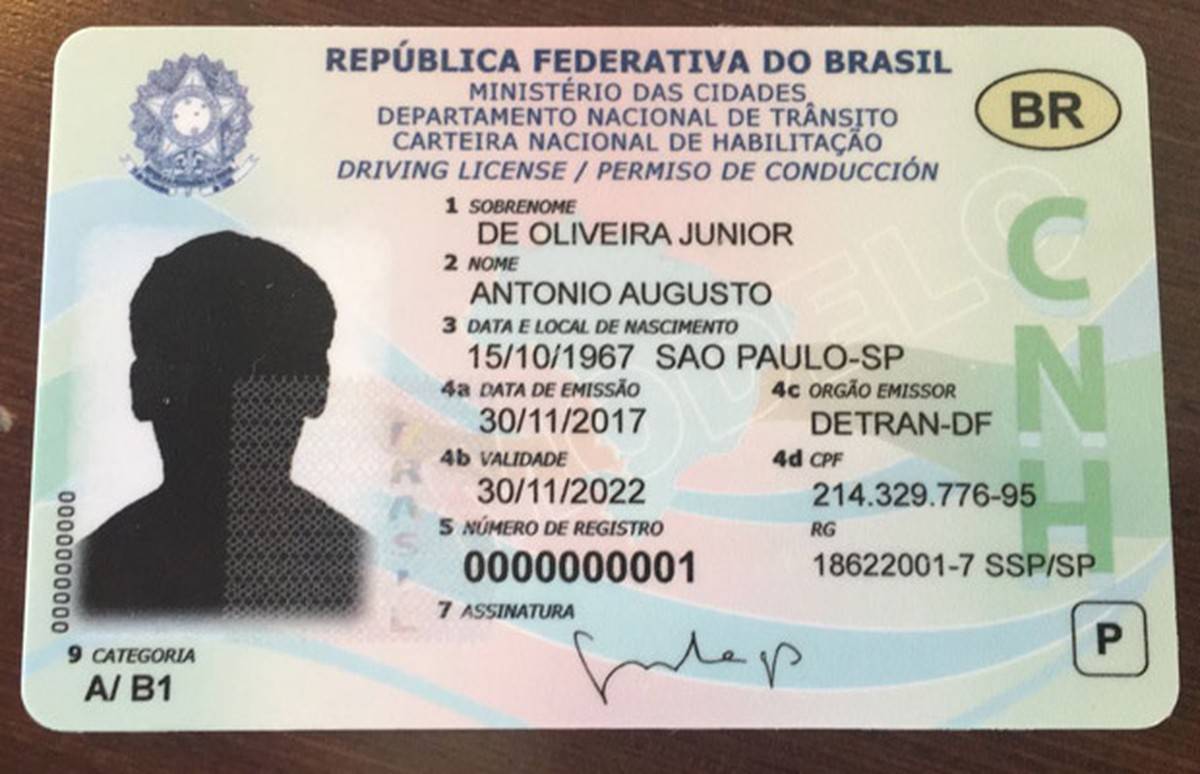 REPÚBLICA FEDERATIVA DO BRASIL
MINISTÉRIO DAS CIDADES
DEPARTAMENTO NACIONAL DE TRÂNSITO
CARTEIRA NACIONAL DE HABILITAÇÃO
DRIVING LICENSE / PERMISO DE CONDUCCIÓN
BR
1 SOBRENOME
DE OLIVEIRA JUNIOR
2 NOME
ANTONIO AUGUSTO
3 DATA E LOCAL DE NASCIMENTO
15/10/1967 SAO PAULO-SP
4a DATA DE EMISSÃO 4c ORGÃO EMISSOR
30/11/2017 DETRAN-DF
4b VALIDADE 4d CPF
30/11/2022 214.329.776-95
5 NÚMERO DE REGISTRO RG
0000000001 18622001-7 SSP/SP
7 ASSINATURA
P
9 CATEGORIA
A/ B1
00000000000
CNH
BRASIL
MODELO